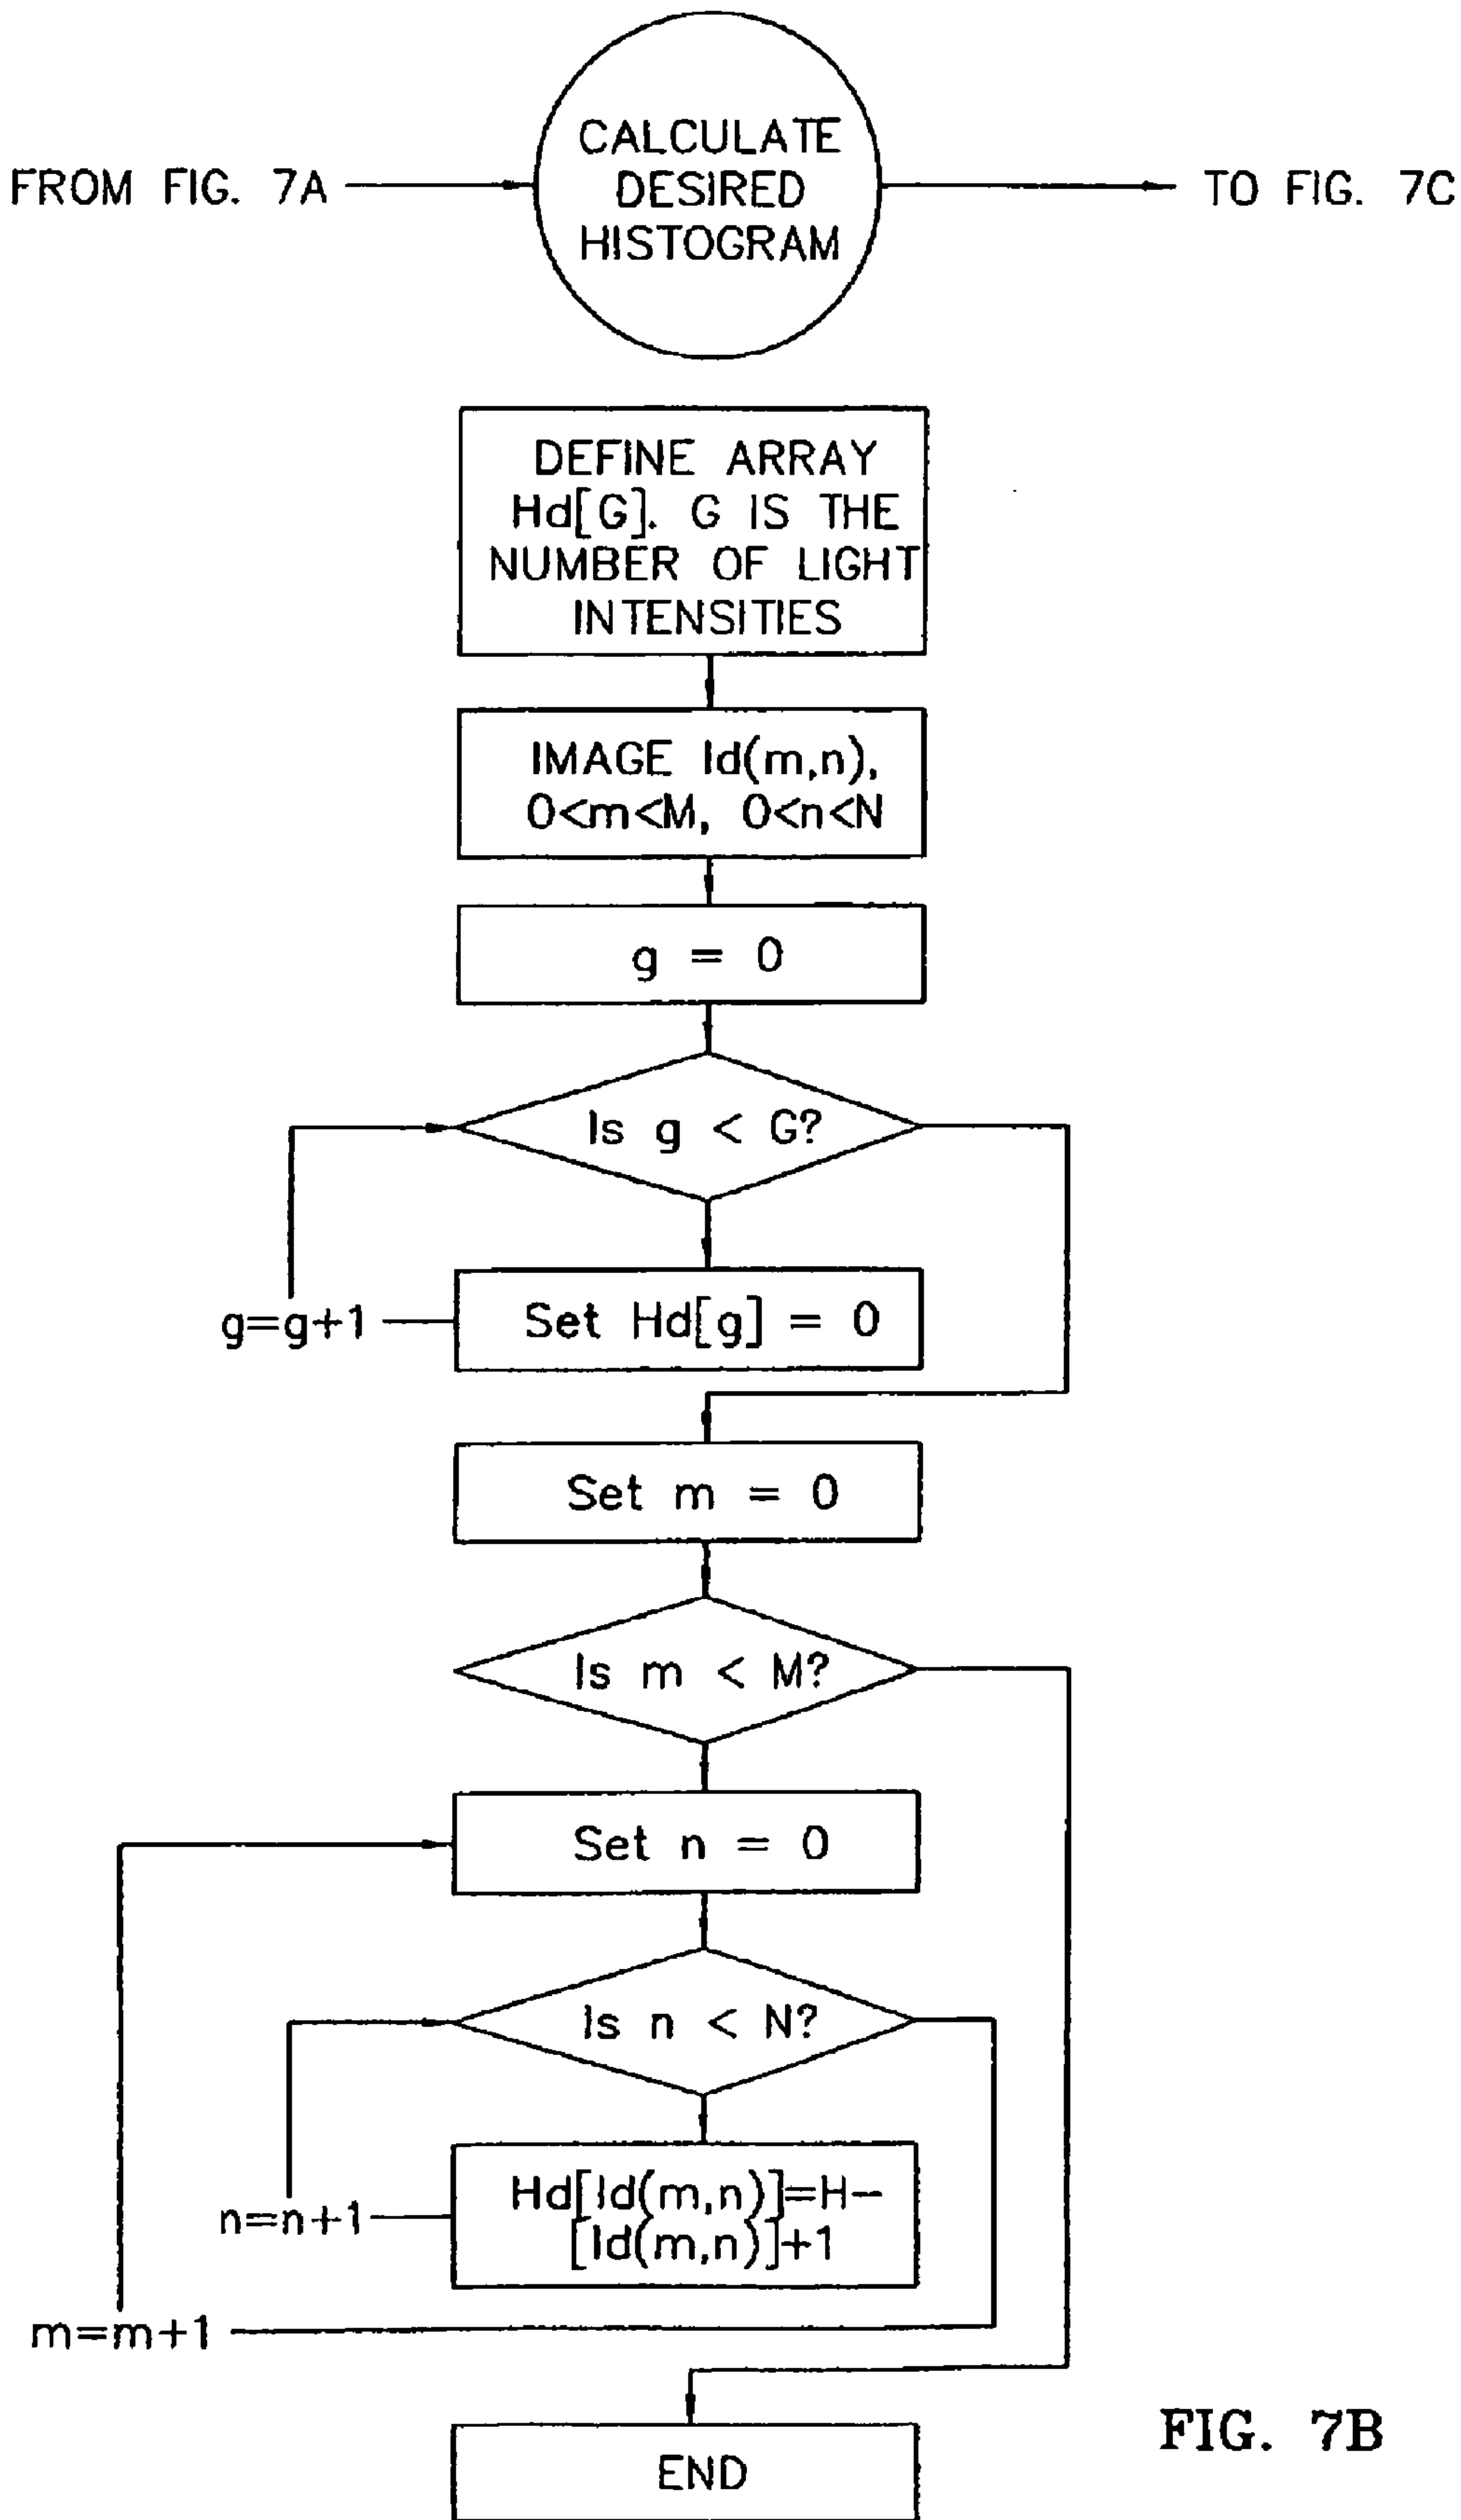 CALCULATE
DESIRED
HISTOGRAM
FROM FIG. 7A
TO FIG. 7C
DEFINE ARRAY
Hd[G]. G IS THE
NUMBER OF LIGHT
INTENSITIES
IMAGE Id(m,n),
0<m<M, 0<n<N
g = 0
Is g < G?
g=g+1
Set Hd[g] = 0
Set m = 0
Is m < M?
Set n = 0
Is n < N?
Hd[Id(m,n)]=H-
[Id(m,n)]+1
n=n+1
m=m+1
END
FIG. 7B